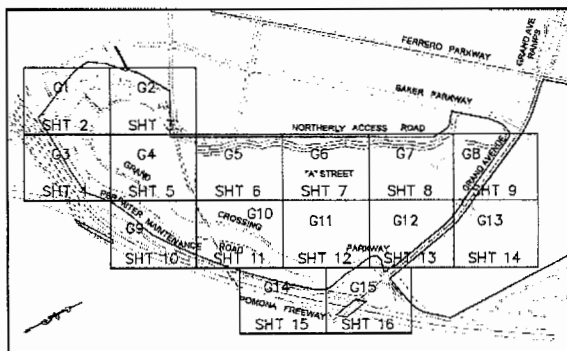 FERRERO PARKWAY
GRAND AVE
RAMPS
BAKER PARKWAY
G1
G2
SHT 2
SHT 3
NORTHERLY ACCESS ROAD
G3
G4
G5
G6
G7
G8
GRAND AVENUE
"A" STREET
GRAND
SHT 4
SHT 5
SHT 6
SHT 7
SHT 8
SHT 9
PERIMITER MAINTENANCE ROAD
CROSSING
PARKWAY
G9
G10
G11
G12
G13
SHT 10
SHT 11
SHT 12
SHT 13
SHT 14
G14
G15
POMONA FREEWAY
SHT 15
SHT 16